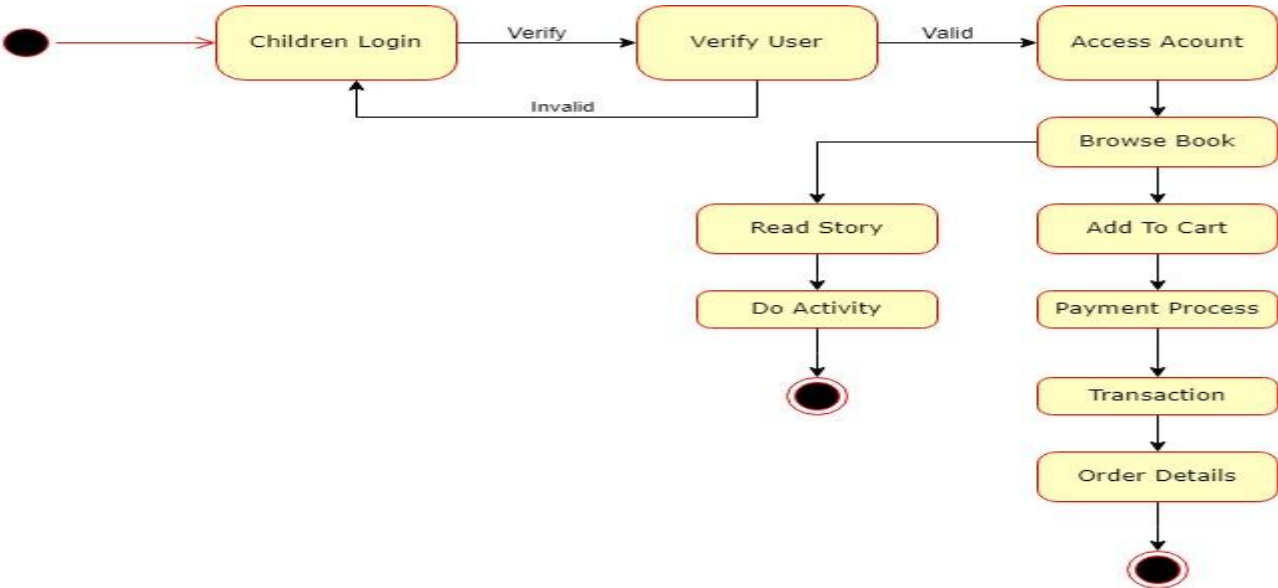 Children Login
Verify
Verify User
Valid
Access Acount
Invalid
Browse Book
Read Story
Add To Cart
Do Activity
Payment Process
Transaction
Order Details